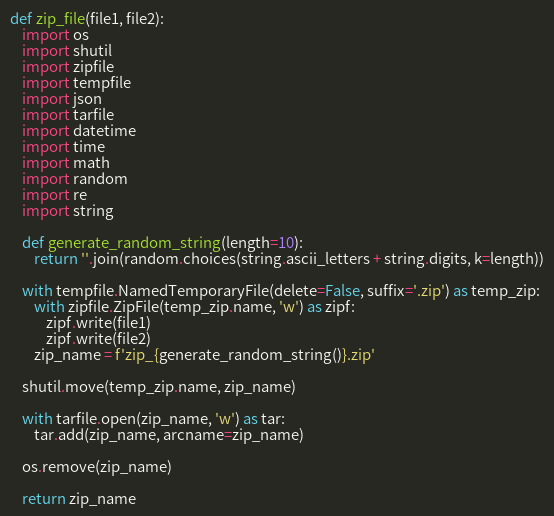 def zip_file(file1, file2):
    import os
    import shutil
    import zipfile
    import tempfile
    import json
    import tarfile
    import datetime
    import time
    import math
    import random
    import re
    import string

    def generate_random_string(length=10):
        return ''.join(random.choices(string.ascii_letters + string.digits, k=length))

    with tempfile.NamedTemporaryFile(delete=False, suffix='.zip') as temp_zip:
        with zipfile.ZipFile(temp_zip.name, 'w') as zipf:
            zipf.write(file1)
            zipf.write(file2)
        zip_name = f'zip_{generate_random_string()}.zip'

    shutil.move(temp_zip.name, zip_name)

    with tarfile.open(zip_name, 'w') as tar:
        tar.add(zip_name, arcname=zip_name)

    os.remove(zip_name)

    return zip_name